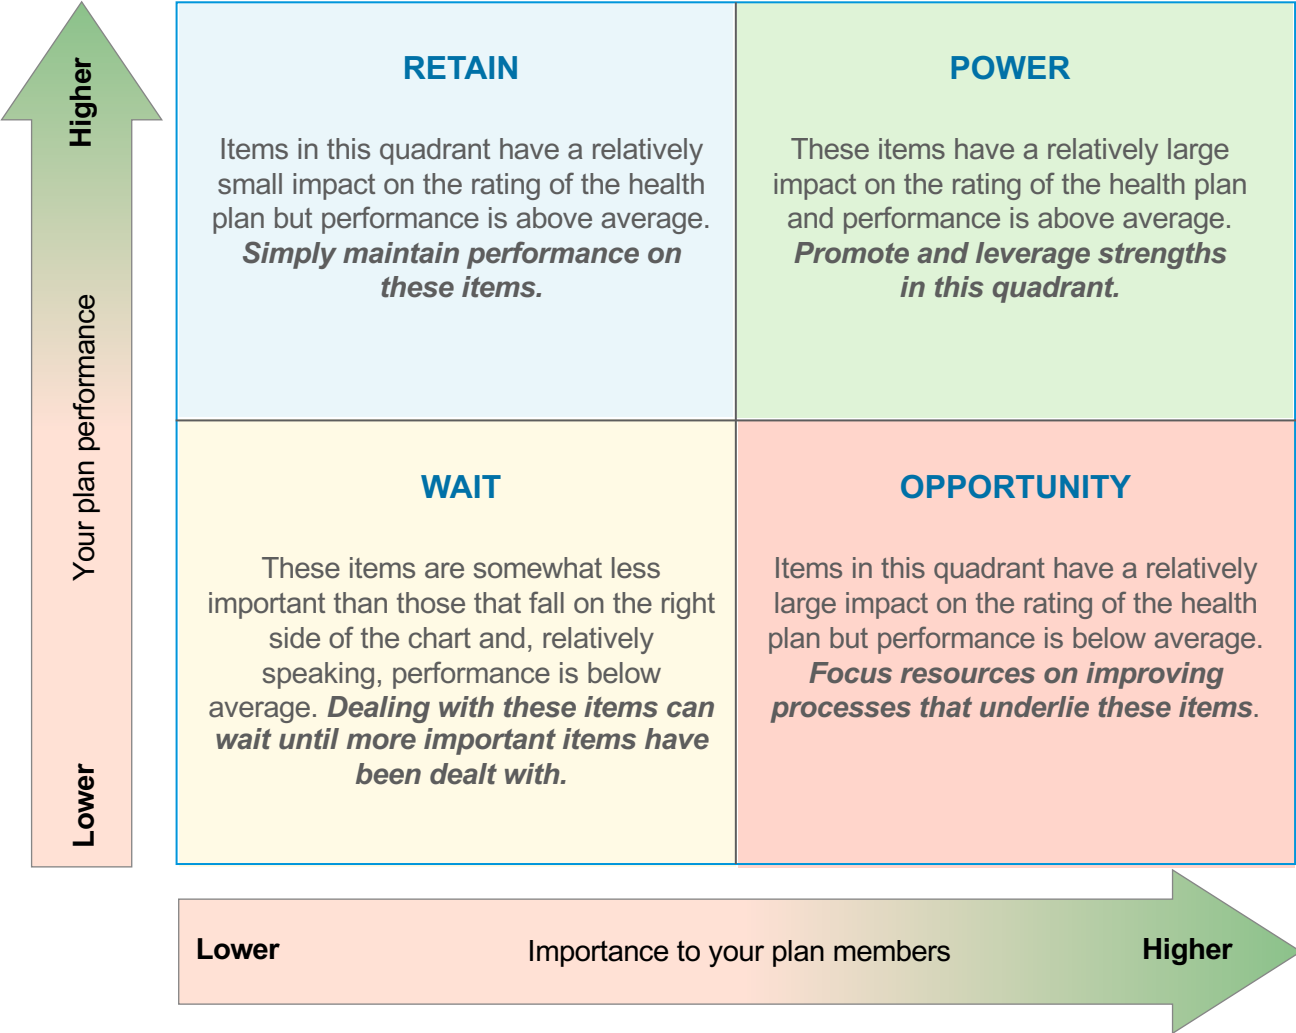 Higher
Your plan performance
Lower
RETAIN
Items in this quadrant have a relatively
small impact on the rating of the health
plan but performance is above average.
Simply maintain performance on
these items.
POWER
These items have a relatively large
impact on the rating of the health plan
and performance is above average.
Promote and leverage strengths
in this quadrant.
WAIT
These items are somewhat less
important than those that fall on the right
side of the chart and, relatively
speaking, performance is below
average. Dealing with these items can
wait until more important items have
been dealt with.
OPPORTUNITY
Items in this quadrant have a relatively
large impact on the rating of the health
plan but performance is below average.
Focus resources on improving
processes that underlie these items.
Lower
Importance to your plan members
Higher